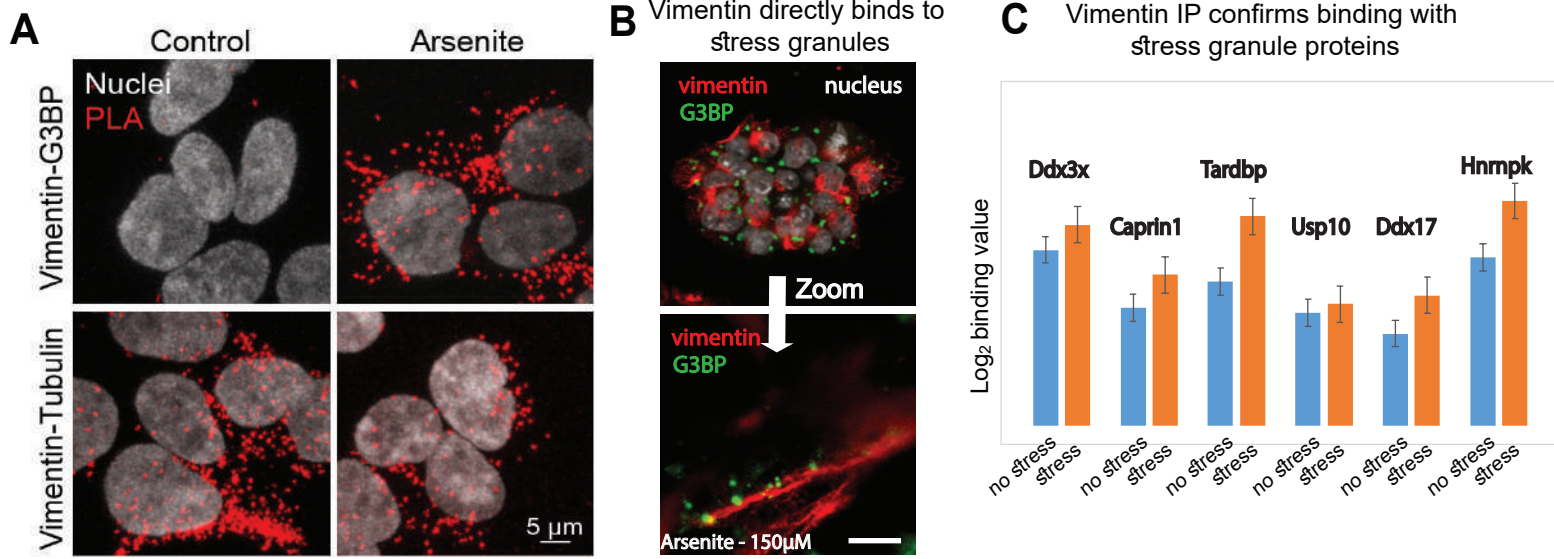 A
Control
Arsenite
Vimentin-G3BP
Nuclei
PLA
Vimentin-Tubulin
5 µm
B
Vimentin directly binds to
stress granules
vimentin
nucleus
G3BP
Zoom
vimentin
G3BP
Arsenite - 150µM
C
Vimentin IP confirms binding with
stress granule proteins
Log₂ binding value
Ddx3x
Caprin1
Tardbp
Usp10
Ddx17
Hnrnpk
no stress
stress
no stress
stress
no stress
stress
no stress
stress
no stress
stress
no stress
stress